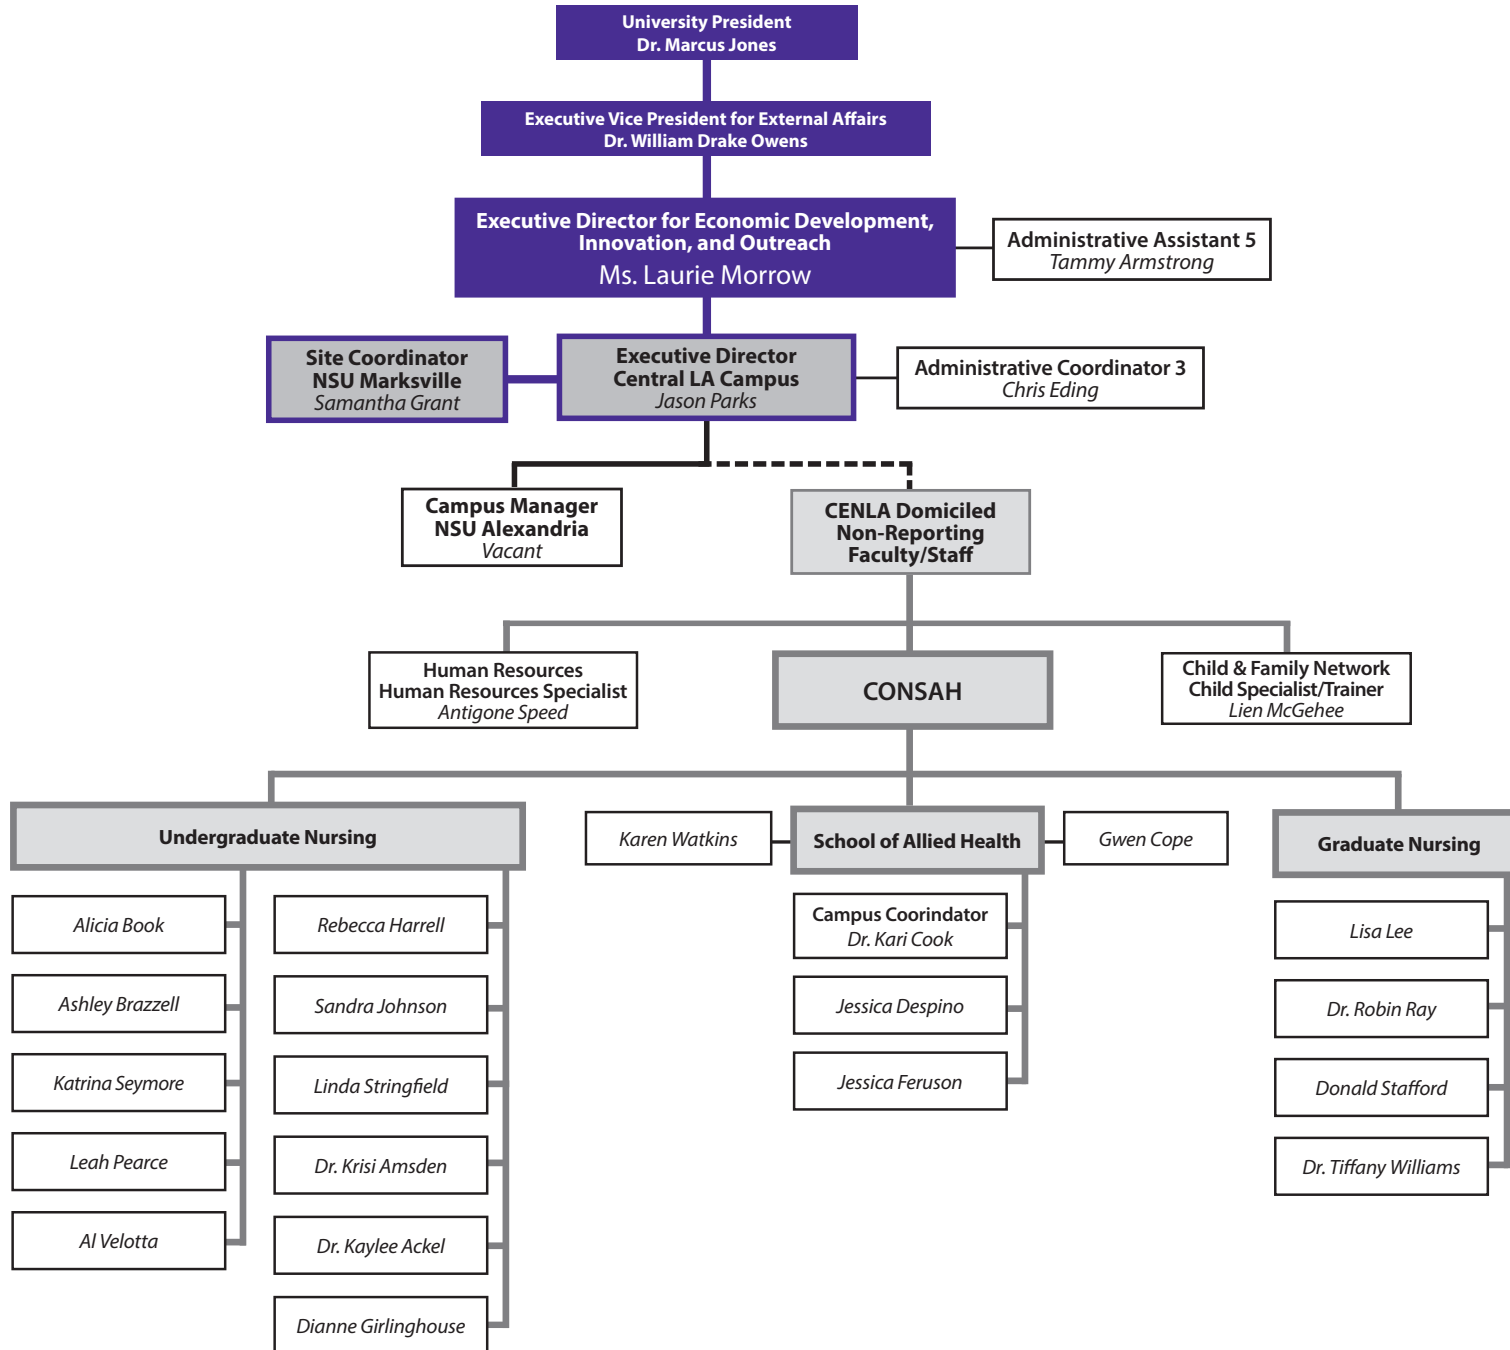 University President
Dr. Marcus Jones
Executive Vice President for External Affairs
Dr. William Drake Owens
Executive Director for Economic Development,
Innovation, and Outreach
Ms. Laurie Morrow
Administrative Assistant 5
Tammy Armstrong
Site Coordinator
NSU Marksville
Samantha Grant
Executive Director
Central LA Campus
Jason Parks
Administrative Coordinator 3
Chris Eding
Campus Manager
NSU Alexandria
Vacant
CENLA Domiciled
Non-Reporting
Faculty/Staff
Human Resources
Human Resources Specialist
Antigone Speed
CONSAH
Child & Family Network
Child Specialist/Trainer
Lien McGehee
Undergraduate Nursing
Karen Watkins
School of Allied Health
Gwen Cope
Graduate Nursing
Alicia Book
Ashley Brazzell
Katrina Seymore
Leah Pearce
Al Velotta
Rebecca Harrell
Sandra Johnson
Linda Stringfield
Dr. Krisi Amsden
Dr. Kaylee Ackel
Dianne Girlinghouse
Campus Coorindator
Dr. Kari Cook
Jessica Despino
Jessica Feruson
Lisa Lee
Dr. Robin Ray
Donald Stafford
Dr. Tiffany Williams